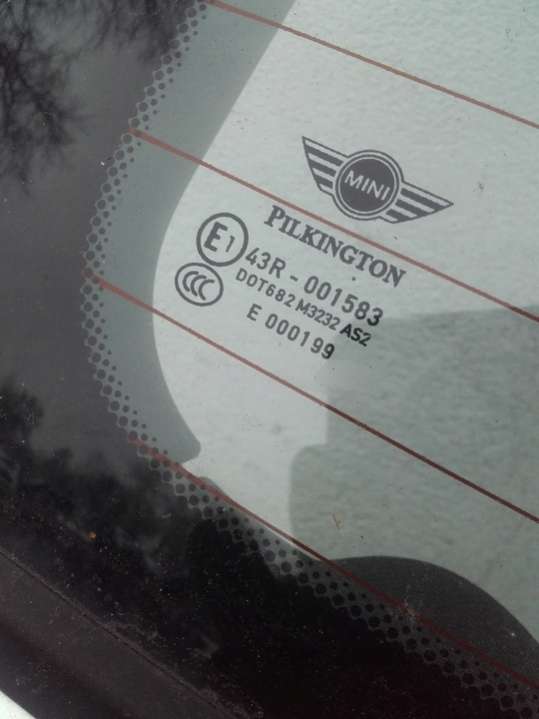 MINI
PILKINGTON
E1 43R - 001583
CCC DOT682 M3232 AS2
E 000199